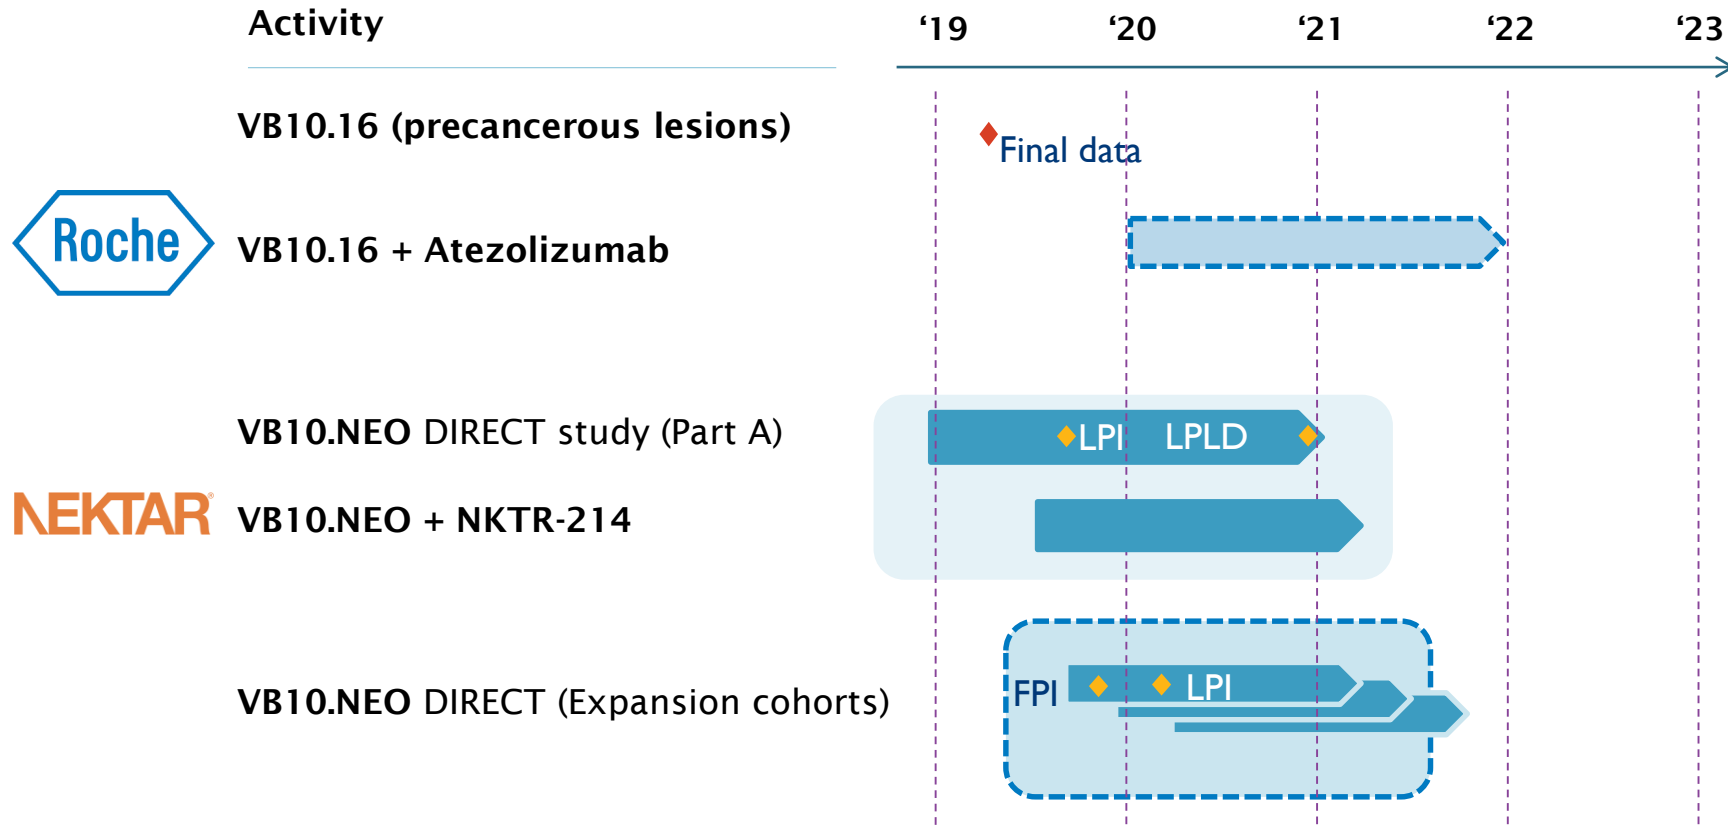 Activity ‘19 ‘20 ‘21 ‘22 ‘23
VB10.16 (precancerous lesions)
Final data
Roche
VB10.16 + Atezolizumab
VB10.NEO DIRECT study (Part A)
LPI LPLD
NEKTAR®
VB10.NEO + NKTR-214
VB10.NEO DIRECT (Expansion cohorts)
FPI LPI